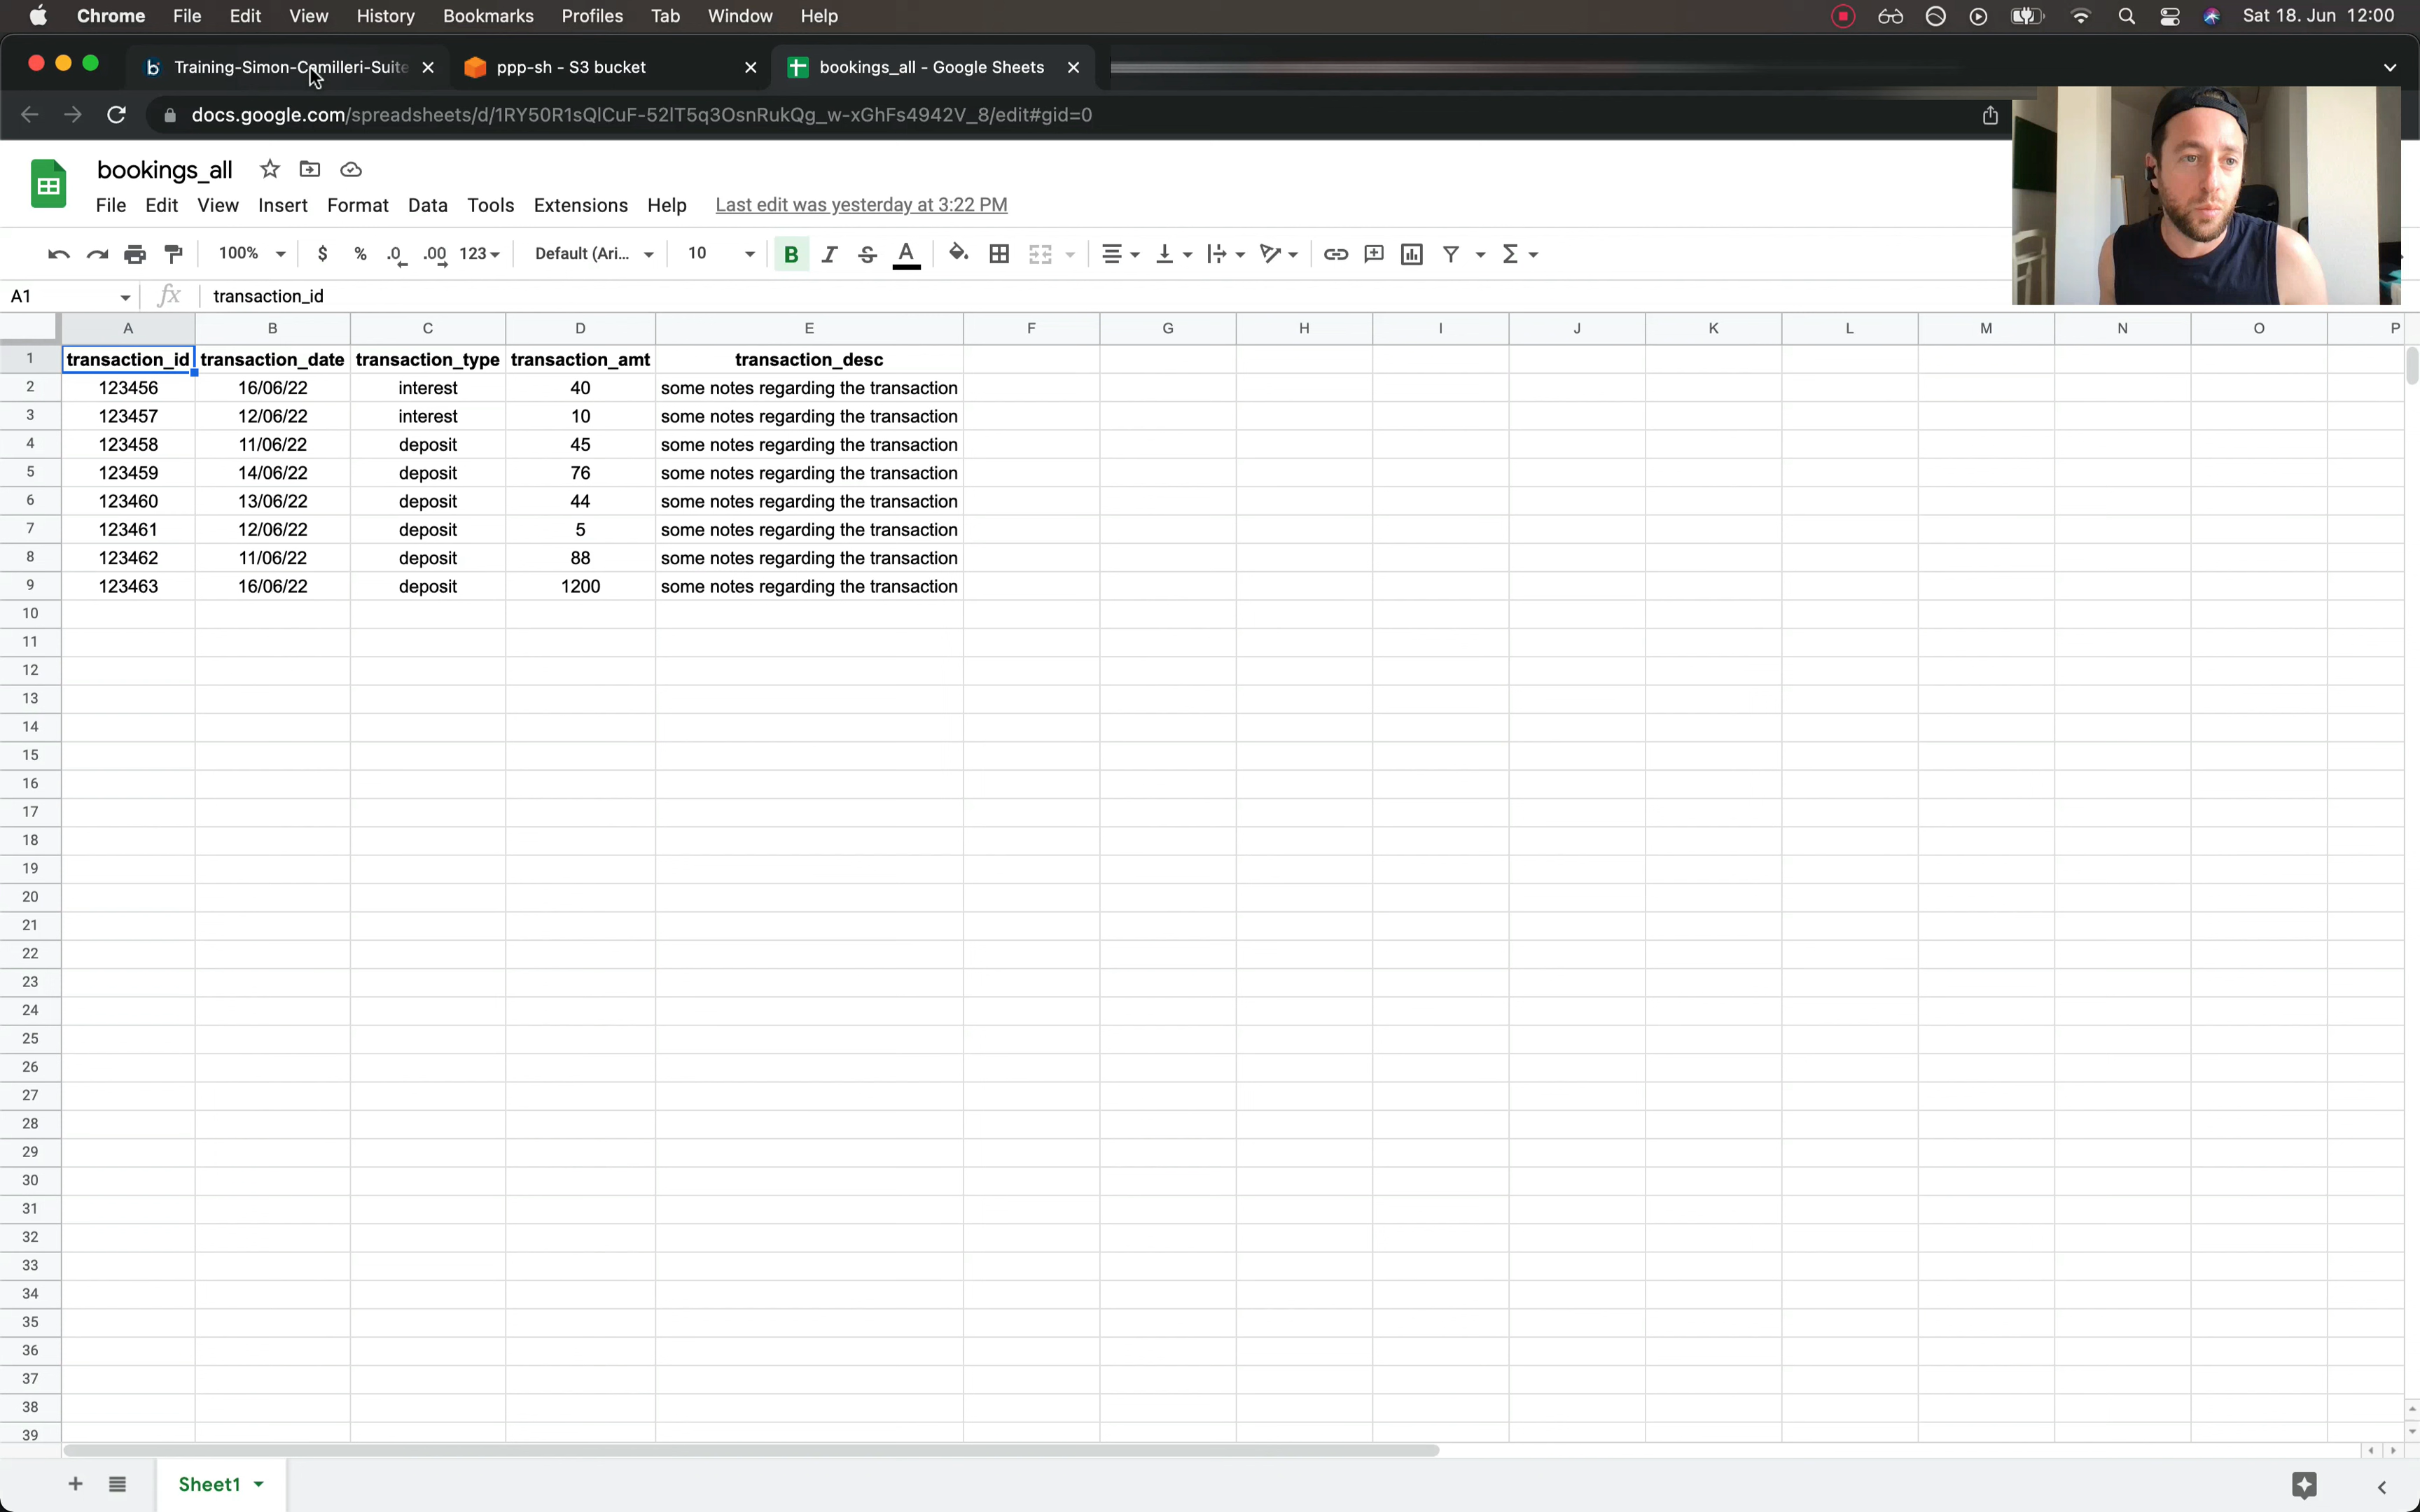 Chrome File Edit View History Bookmarks Profiles Tab Window Help Sat 18. Jun 12:00
Training-Simon-Camilleri-Suite ppp-sh - S3 bucket bookings_all - Google Sheets
docs.google.com/spreadsheets/d/1RY50R1sQICuF-52IT5q3OsnRukQg_w-xGhFs4942V_8/edit#gid=0
bookings_all
File Edit View Insert Format Data Tools Extensions Help Last edit was yesterday at 3:22 PM
100% $ % .0 .00 123 Default (Ari... 10 B I S A
A1 fx transaction_id
A B C D E F G H I J K L M N O P
1 transaction_id transaction_date transaction_type transaction_amt transaction_desc
2 123456 16/06/22 interest 40 some notes regarding the transaction
3 123457 12/06/22 interest 10 some notes regarding the transaction
4 123458 11/06/22 deposit 45 some notes regarding the transaction
5 123459 14/06/22 deposit 76 some notes regarding the transaction
6 123460 13/06/22 deposit 44 some notes regarding the transaction
7 123461 12/06/22 deposit 5 some notes regarding the transaction
8 123462 11/06/22 deposit 88 some notes regarding the transaction
9 123463 16/06/22 deposit 1200 some notes regarding the transaction
10
11
12
13
14
15
16
17
18
19
20
21
22
23
24
25
26
27
28
29
30
31
32
33
34
35
36
37
38
39
Sheet1